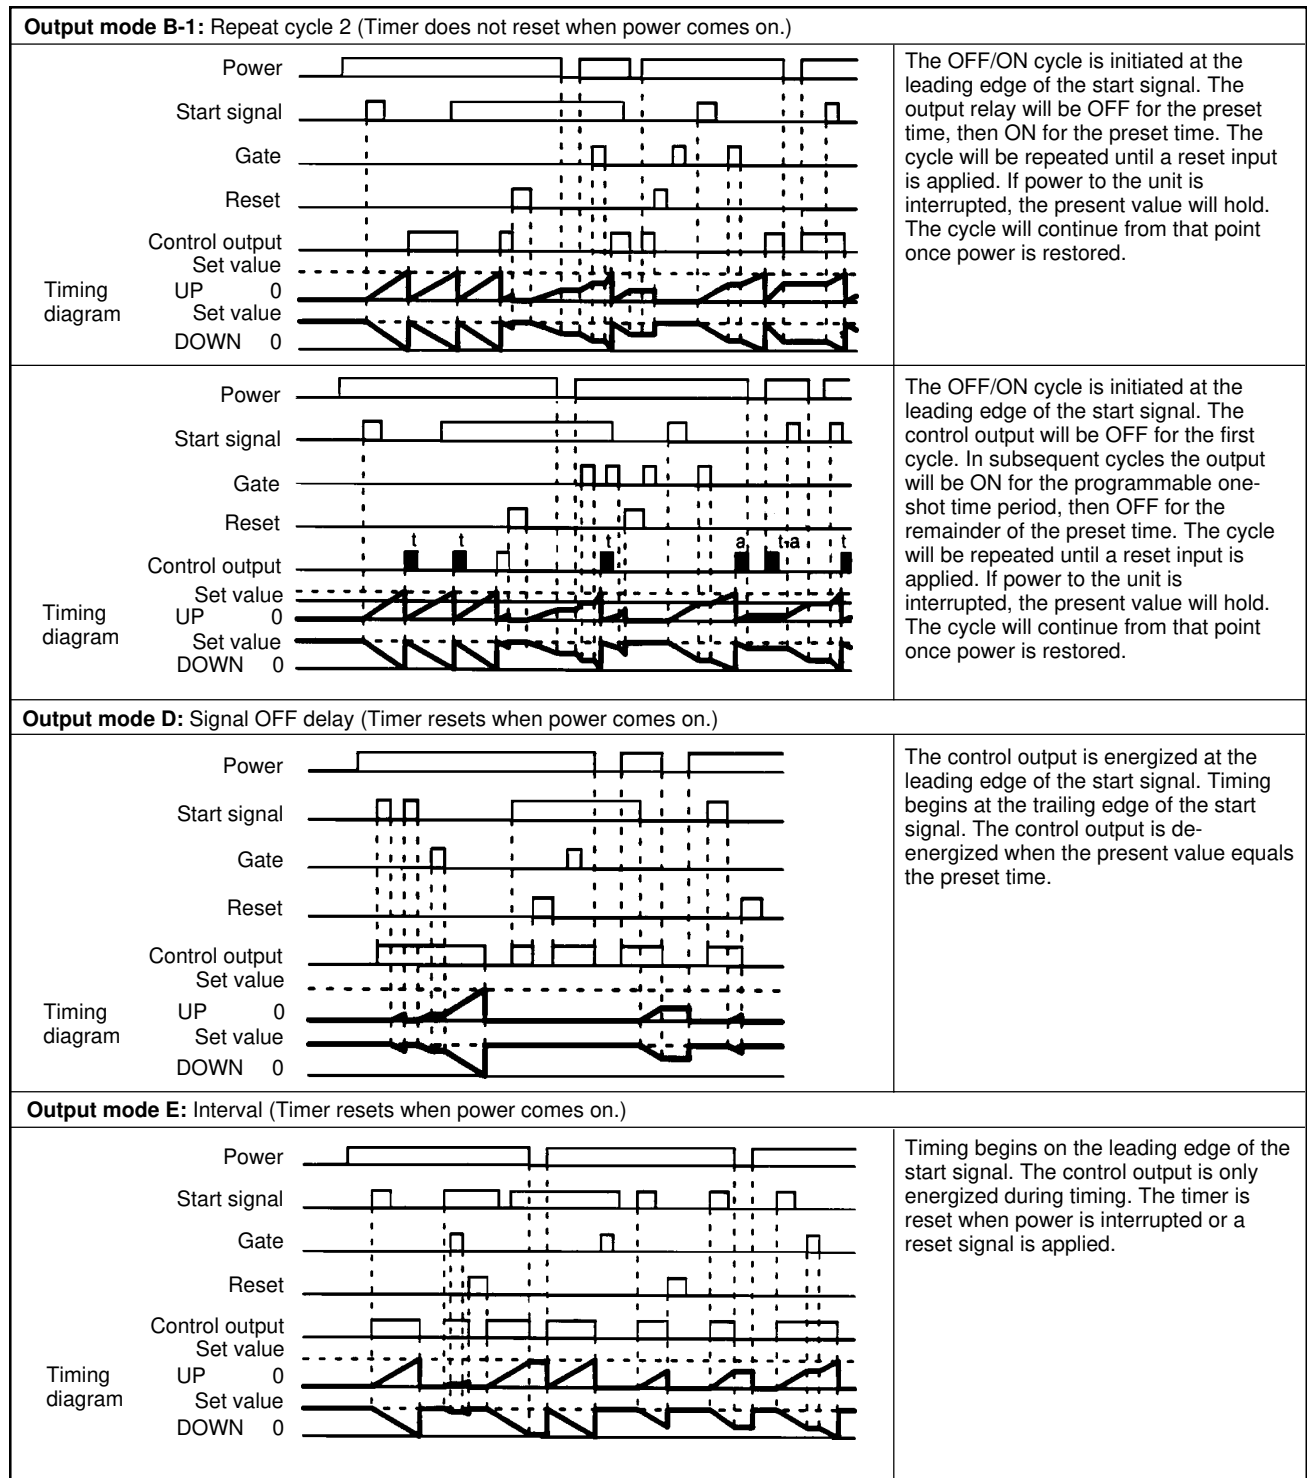 Output mode B-1: Repeat cycle 2 (Timer does not reset when power comes on.)
Power
Start signal
Gate
Reset
Control output
Set value
Timing diagram
UP 0
Set value
DOWN 0
The OFF/ON cycle is initiated at the
leading edge of the start signal. The
output relay will be OFF for the preset
time, then ON for the preset time. The
cycle will be repeated until a reset input
is applied. If power to the unit is
interrupted, the present value will hold.
The cycle will continue from that point
once power is restored.
Power
Start signal
Gate
Reset
t t t a t-a t
Control output
Set value
Timing diagram
UP 0
Set value
DOWN 0
The OFF/ON cycle is initiated at the
leading edge of the start signal. The
control output will be OFF for the first
cycle. In subsequent cycles the output
will be ON for the programmable one-
shot time period, then OFF for the
remainder of the preset time. The cycle
will be repeated until a reset input is
applied. If power to the unit is
interrupted, the present value will hold.
The cycle will continue from that point
once power is restored.
Output mode D: Signal OFF delay (Timer resets when power comes on.)
Power
Start signal
Gate
Reset
Control output
Set value
Timing diagram
UP 0
Set value
DOWN 0
The control output is energized at the
leading edge of the start signal. Timing
begins at the trailing edge of the start
signal. The control output is de-
energized when the present value equals
the preset time.
Output mode E: Interval (Timer resets when power comes on.)
Power
Start signal
Gate
Reset
Control output
Set value
Timing diagram
UP 0
Set value
DOWN 0
Timing begins on the leading edge of the
start signal. The control output is only
energized during timing. The timer is
reset when power is interrupted or a
reset signal is applied.